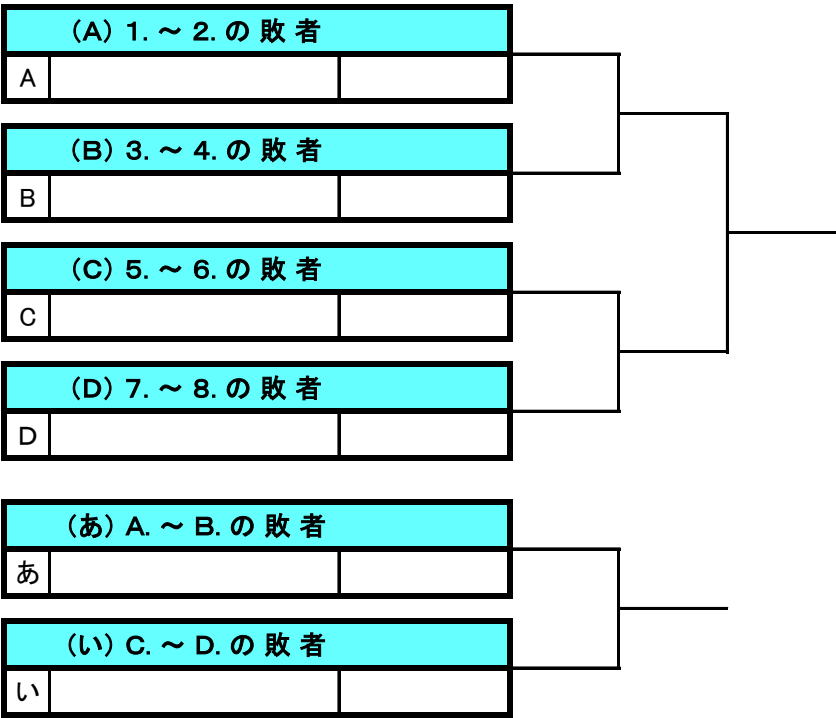 （A）1．～ 2．の 敗 者
A
（B）3．～ 4．の 敗 者
B
（C）5．～ 6．の 敗 者
C
（D）7．～ 8．の 敗 者
D
（あ）A．～ B．の 敗 者
あ
（い）C．～ D．の 敗 者
い